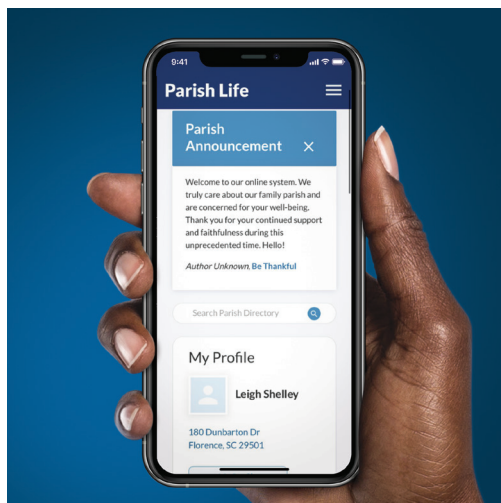 9:41
Parish Life
Parish
Announcement
Welcome to our online system. We
truly care about our family parish and
are concerned for your well-being.
Thank you for your continued support
and faithfulness during this
unprecedented time. Hello!
Author Unknown, Be Thankful
Search Parish Directory
My Profile
Leigh Shelley
180 Dunbarton Dr
Florence, SC 29501